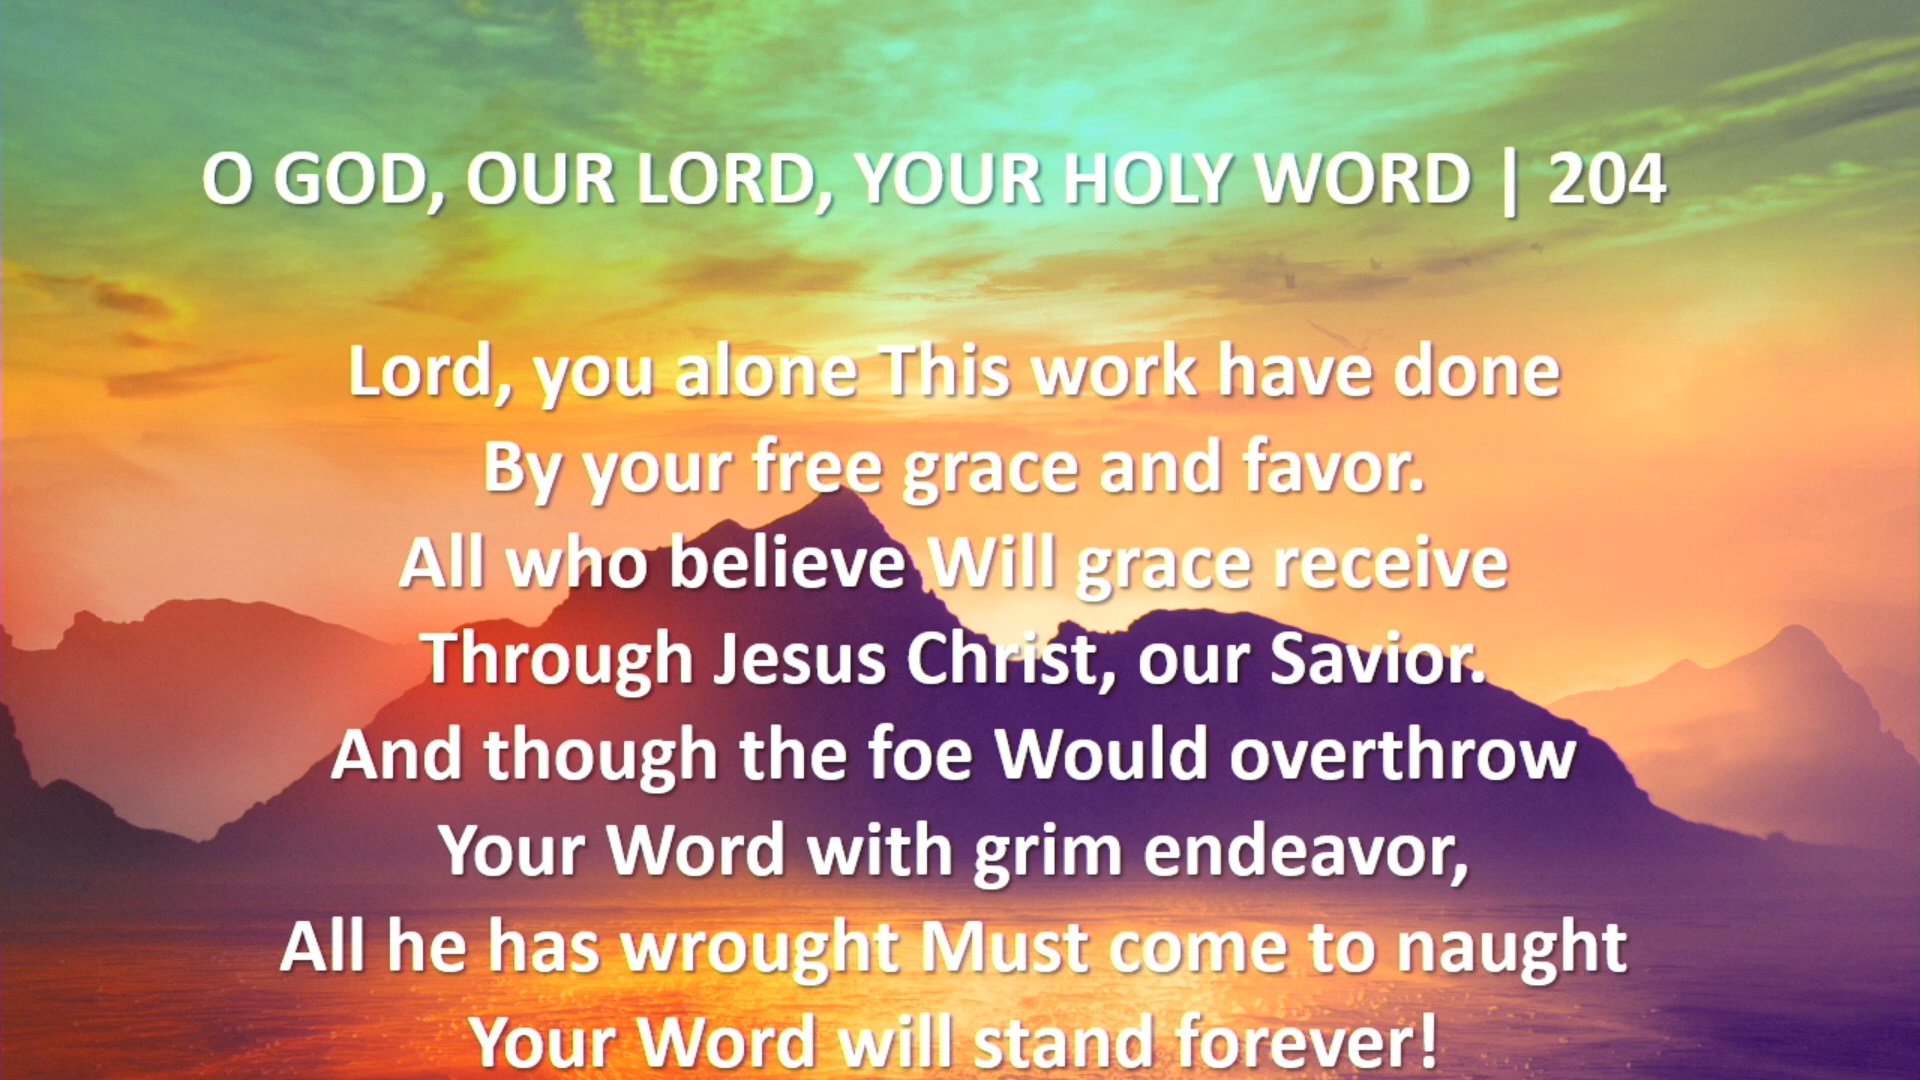 O GOD, OUR LORD, YOUR HOLY WORD | 204
Lord, you alone This work have done
By your free grace and favor.
All who believe Will grace receive
Through Jesus Christ, our Savior.
And though the foe Would overthrow
Your Word with grim endeavor,
All he has wrought Must come to naught
Your Word will stand forever!